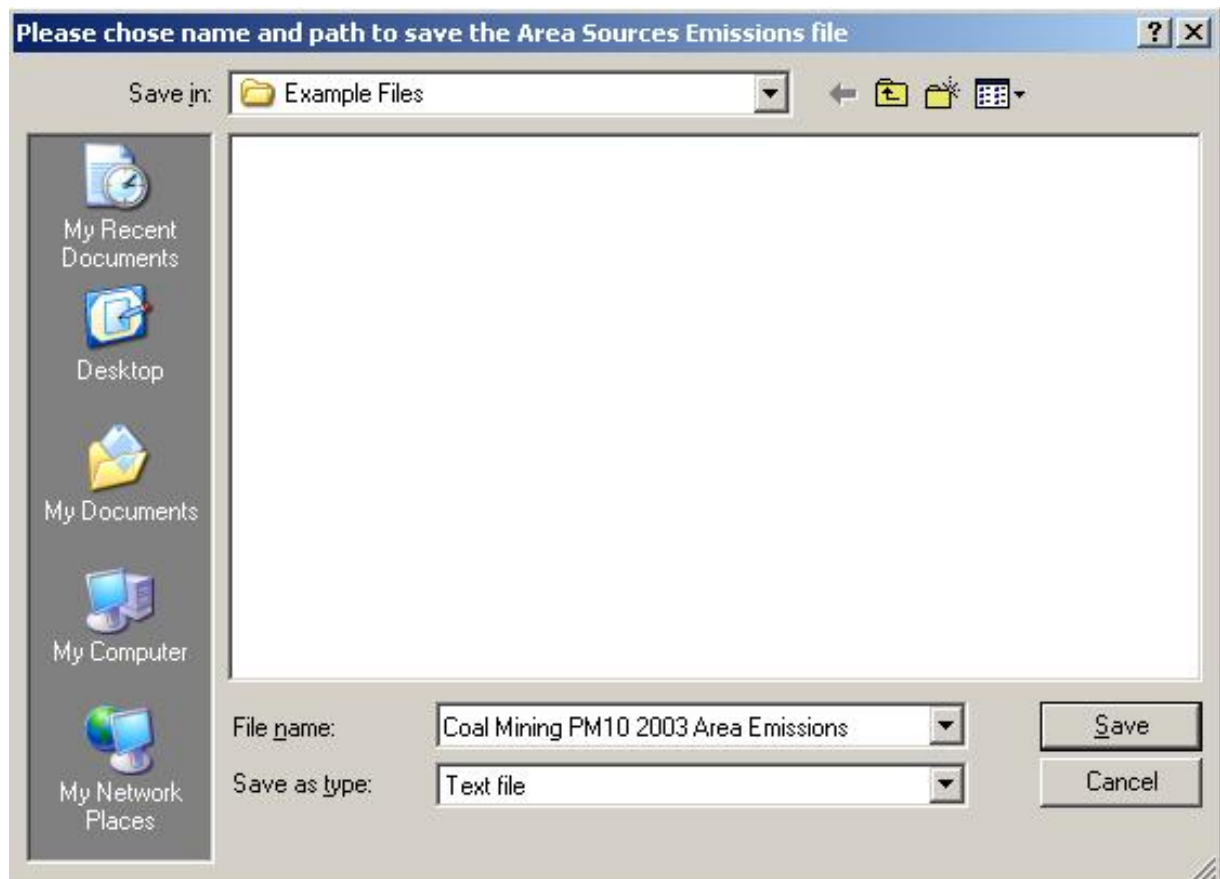 Please chose name and path to save the Area Sources Emissions file
Save in:
Example Files
My Recent
Documents
Desktop
My Documents
My Computer
My Network
Places
File name:
Coal Mining PM10 2003 Area Emissions
Save
Save as type:
Text file
Cancel